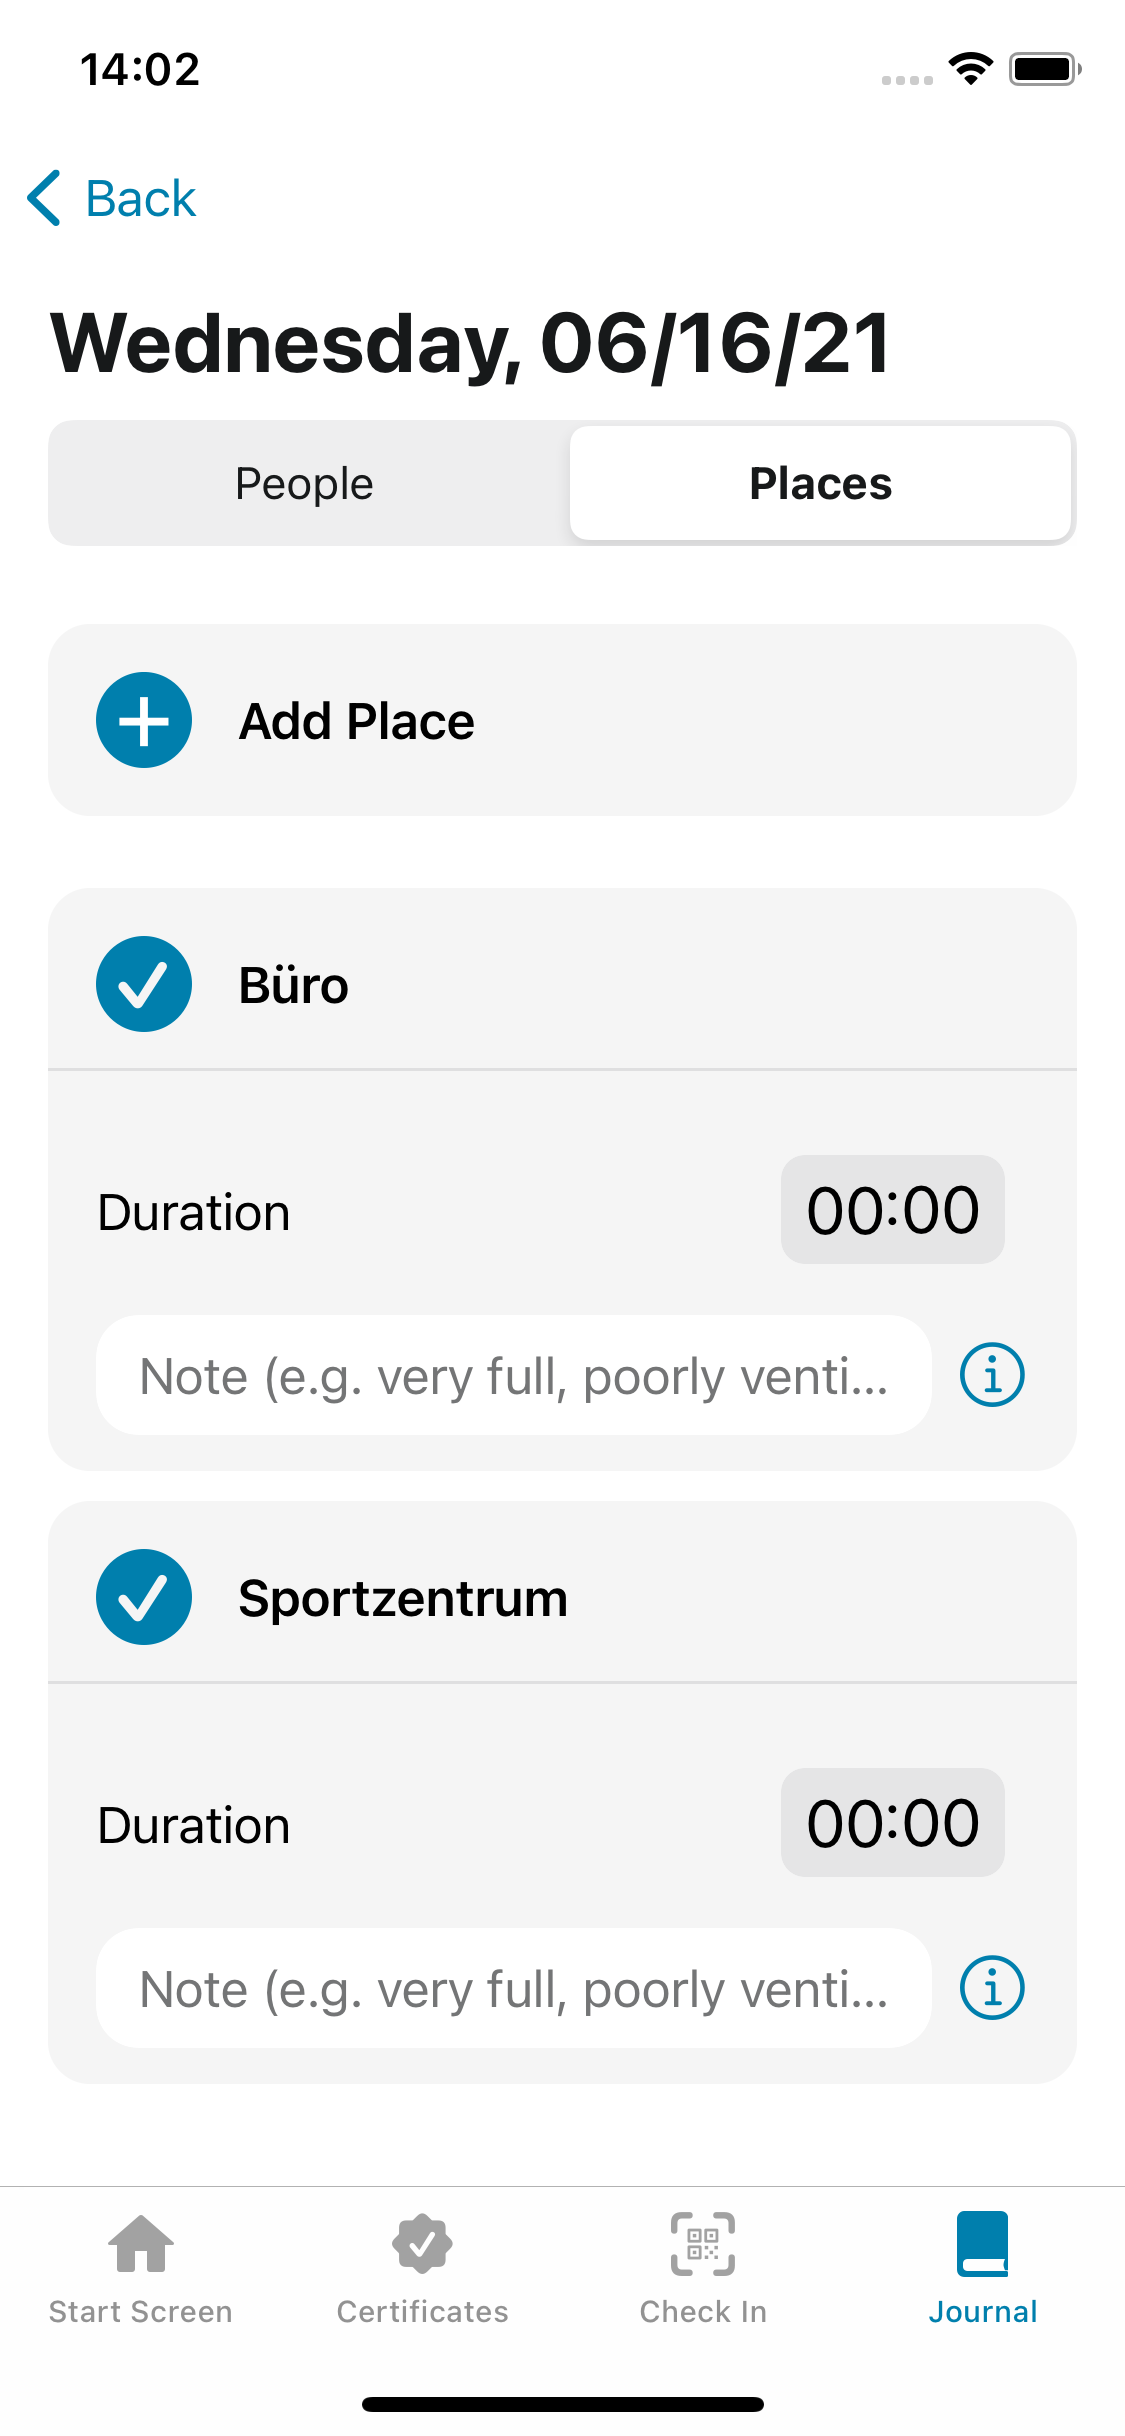 14:02
Back
Wednesday, 06/16/21
People
Places
Add Place
Büro
Duration
00:00
Note (e.g. very full, poorly venti...
Sportzentrum
Duration
00:00
Note (e.g. very full, poorly venti...
Start Screen
Certificates
Check In
Journal